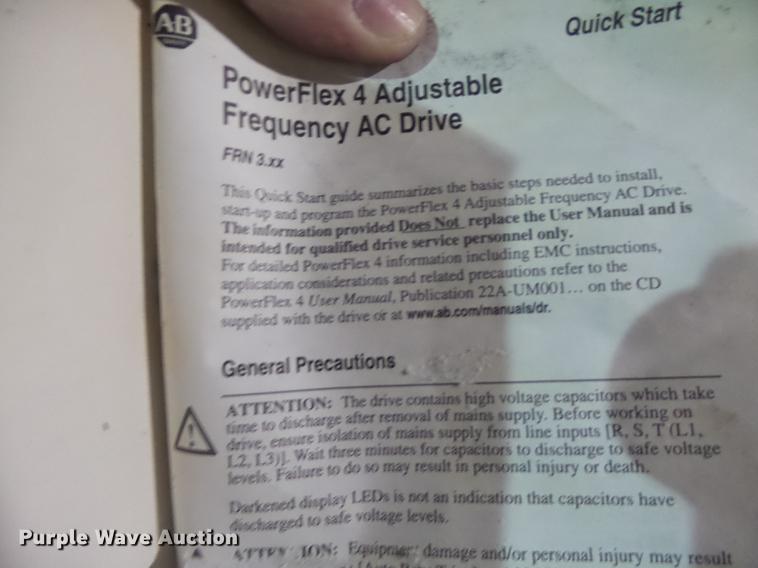 AB
Quick Start
PowerFlex 4 Adjustable
Frequency AC Drive
FRN 3.xx
This Quick Start guide summarizes the basic steps needed to install,
start-up and program the PowerFlex 4 Adjustable Frequency AC Drive.
The information provided Does Not replace the User Manual and is
intended for qualified drive service personnel only.
For detailed PowerFlex 4 information including EMC instructions,
application considerations and related precautions refer to the
PowerFlex 4 User Manual, Publication 22A-UM001… on the CD
supplied with the drive or at www.ab.com/manuals/dr.
General Precautions
ATTENTION: The drive contains high voltage capacitors which take
time to discharge after removal of mains supply. Before working on
drive, ensure isolation of mains supply from line inputs [R, S, T (L1,
L2, L3)]. Wait three minutes for capacitors to discharge to safe voltage
levels. Failure to do so may result in personal injury or death.
Darkened display LEDs is not an indication that capacitors have
discharged to safe voltage levels.
ATTENTION: Equipment damage and/or personal injury may result
Purple Wave Auction